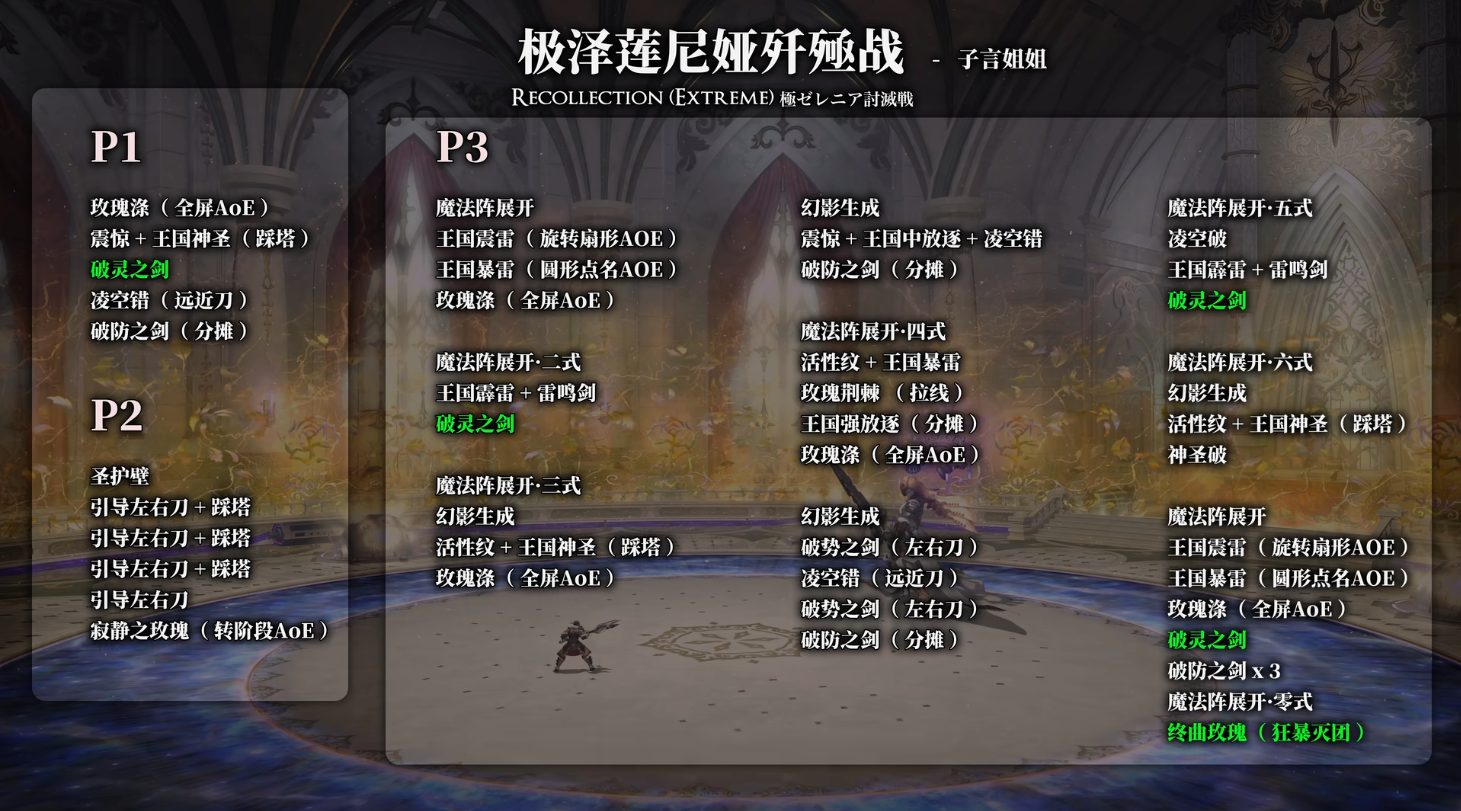 极泽莲尼娅歼殛战 - 子言姐姐
RECOLLECTION (EXTREME) 極ゼレニア討滅戦
P1
玫瑰涤（ 全屏AoE ）
震惊 + 王国神圣（ 踩塔 ）
破灵之剑
凌空错（ 远近刀 ）
破防之剑（ 分摊 ）
P2
圣护壁
引导左右刀 + 踩塔
引导左右刀 + 踩塔
引导左右刀 + 踩塔
引导左右刀
寂静之玫瑰（ 转阶段AoE ）
P3
魔法阵展开
王国震雷（ 旋转扇形AOE ）
王国暴雷（ 圆形点名AOE ）
玫瑰涤（ 全屏AoE ）
魔法阵展开·二式
王国霹雷 + 雷鸣剑
破灵之剑
魔法阵展开·三式
幻影生成
活性纹 + 王国神圣（ 踩塔 ）
玫瑰涤（ 全屏AoE ）
幻影生成
震惊 + 王国中放逐 + 凌空错
破防之剑（ 分摊 ）
魔法阵展开·四式
活性纹 + 王国暴雷
玫瑰荆棘 （ 拉线 ）
王国强放逐（ 分摊 ）
玫瑰涤（ 全屏AoE ）
幻影生成
破势之剑（ 左右刀 ）
凌空错（ 远近刀 ）
破势之剑（ 左右刀 ）
破防之剑（ 分摊 ）
魔法阵展开·五式
凌空破
王国霹雷 + 雷鸣剑
破灵之剑
魔法阵展开·六式
幻影生成
活性纹 + 王国神圣（ 踩塔 ）
神圣破
魔法阵展开
王国震雷（ 旋转扇形AOE ）
王国暴雷（ 圆形点名AOE ）
玫瑰涤（ 全屏AoE ）
破灵之剑
破防之剑 x 3
魔法阵展开·零式
终曲玫瑰（ 狂暴灭团 ）